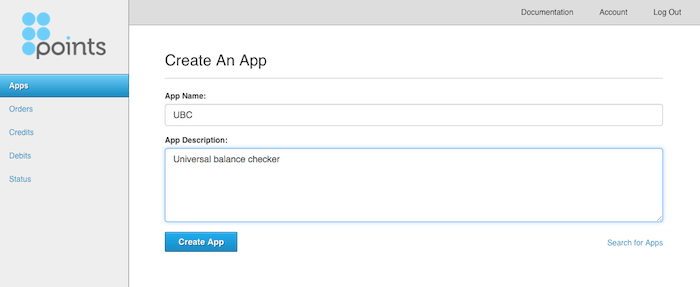 Documentation Account Log Out
points
Apps
Orders
Credits
Debits
Status
Create An App
App Name:
UBC
App Description:
Universal balance checker
Create App
Search for Apps